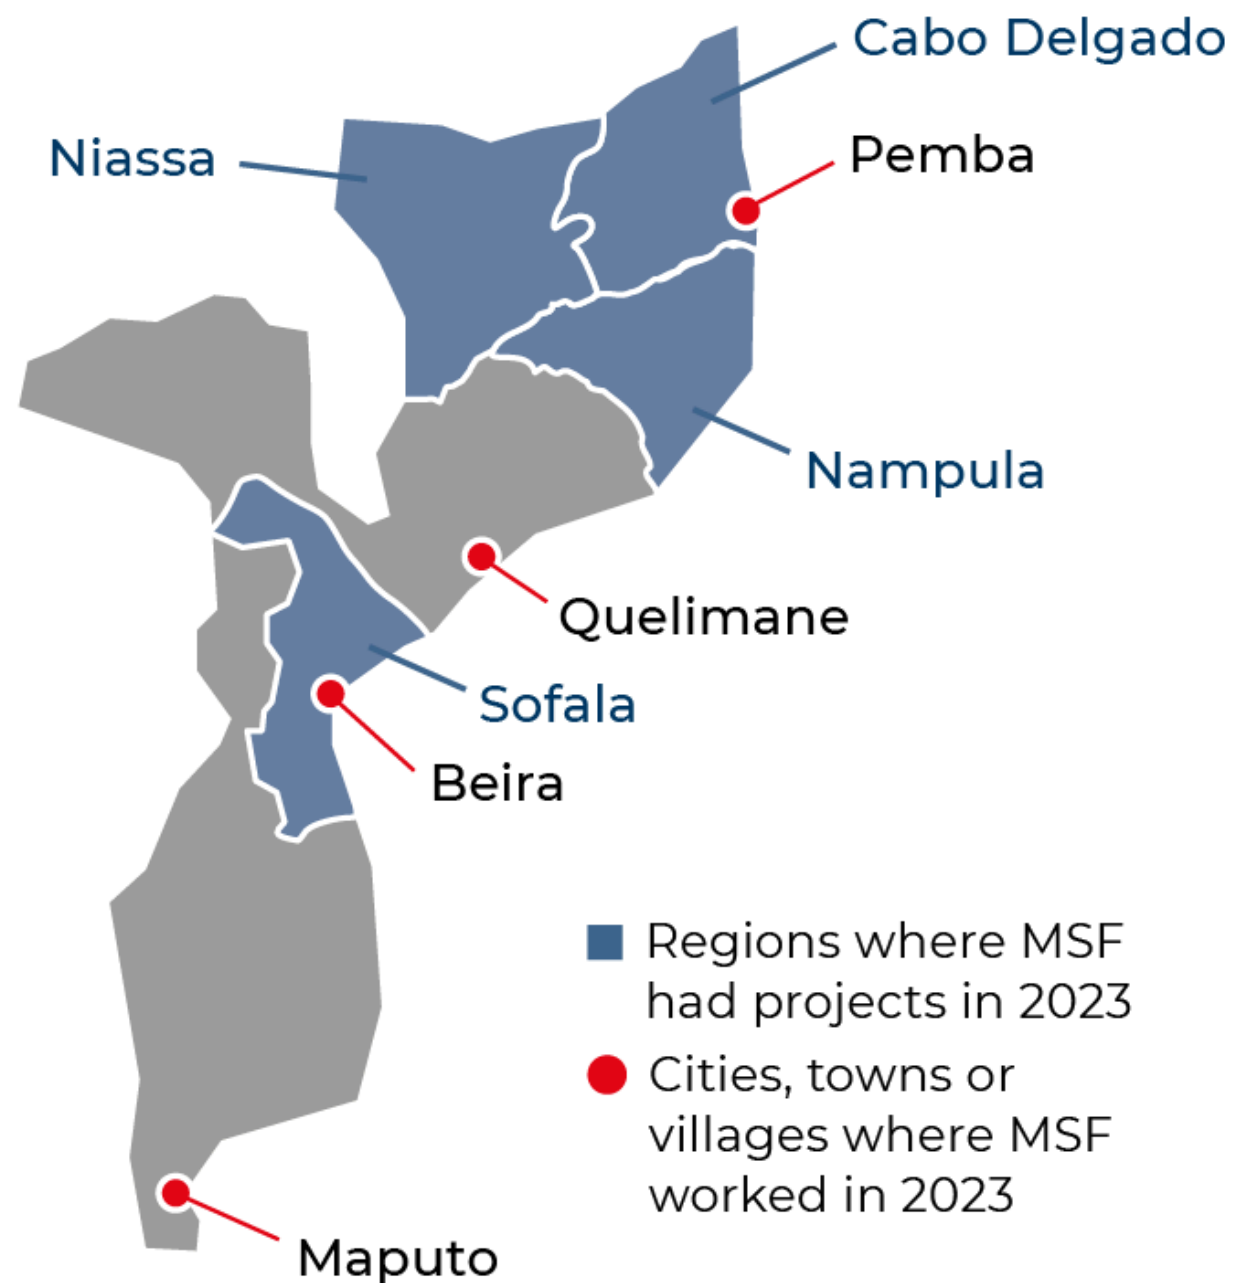 Cabo Delgado
Niassa
Pemba
Nampula
Quelimane
Sofala
Beira
Regions where MSF
had projects in 2023
Cities, towns or
villages where MSF
worked in 2023
Maputo